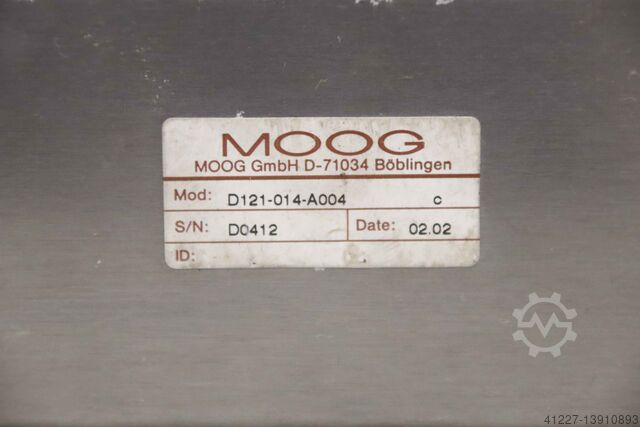 MOOG
MOOG GmbH D-71034 Böblingen
Mod: D121-014-A004 c
S/N: D0412 Date: 02.02
ID:
41227-13910893